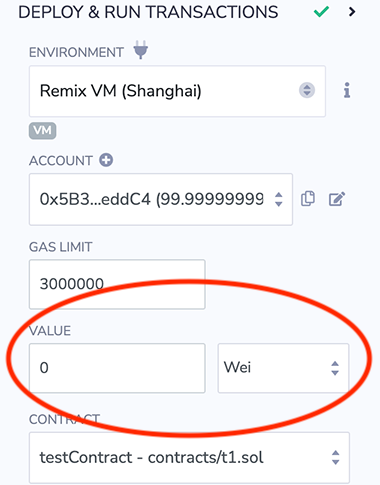 DEPLOY & RUN TRANSACTIONS
ENVIRONMENT
Remix VM (Shanghai)
VM
ACCOUNT
0x5B3...eddC4 (99.99999999
GAS LIMIT
3000000
VALUE
0 Wei
CONTRACT
testContract - contracts/t1.sol